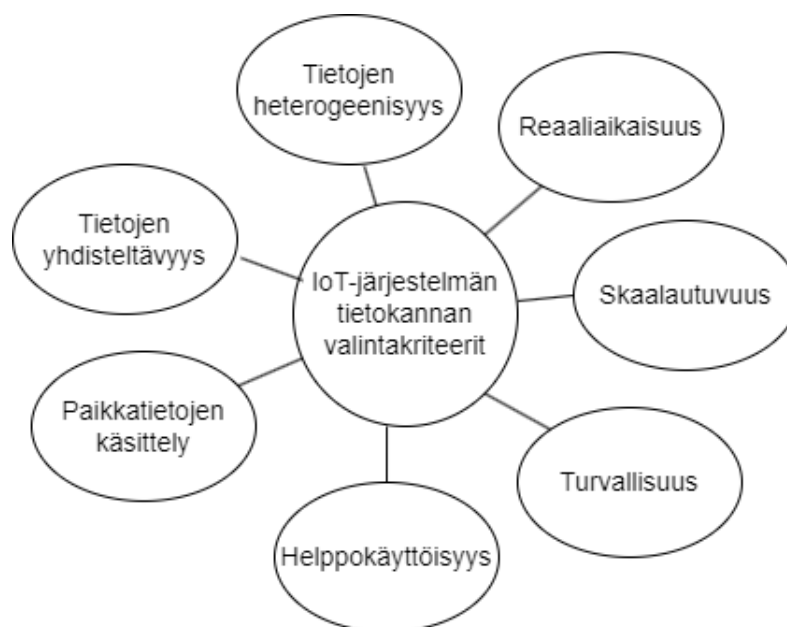 Tietojen
heterogeenisyys
Reaaliaikaisuus
Tietojen
yhdisteltävyys
IoT-järjestelmän
tietokannan
valintakriteerit
Skaalautuvuus
Paikkatietojen
käsittely
Turvallisuus
Helppokäyttöisyys